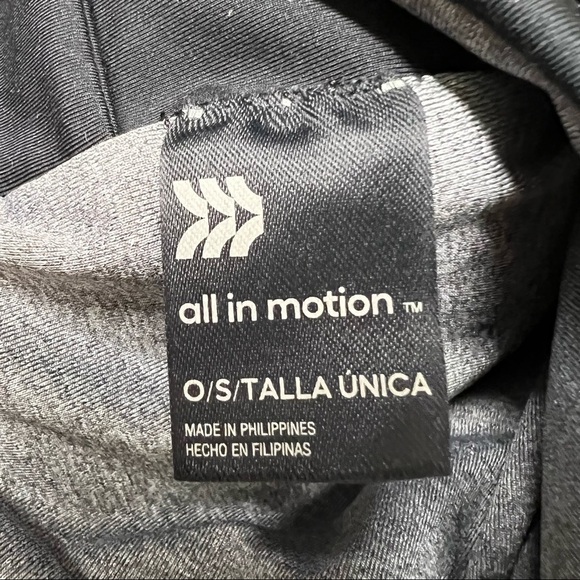 all in motion ™
O/S/TALLA ÚNICA
MADE IN PHILIPPINES
HECHO EN FILIPINAS